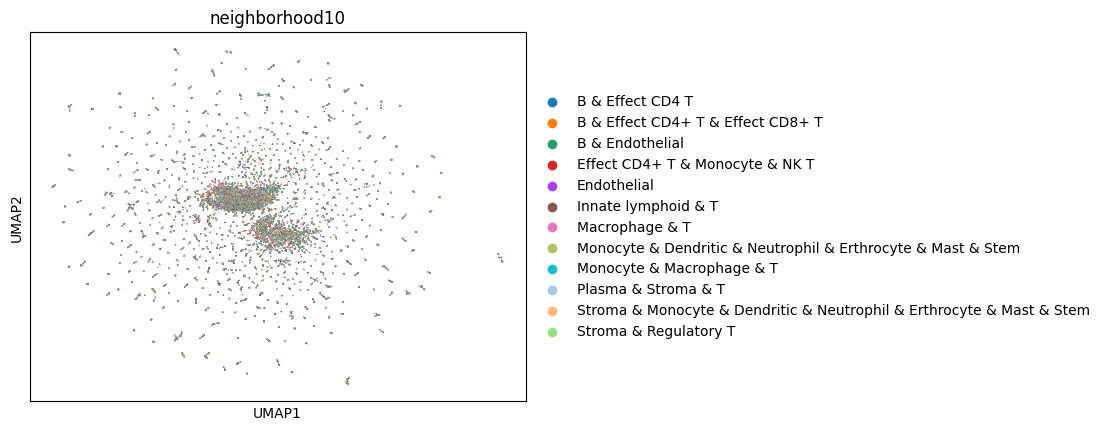 neighborhood10
UMAP2
UMAP1
B & Effect CD4 T
B & Effect CD4+ T & Effect CD8+ T
B & Endothelial
Effect CD4+ T & Monocyte & NK T
Endothelial
Innate lymphoid & T
Macrophage & T
Monocyte & Dendritic & Neutrophil & Erthrocyte & Mast & Stem
Monocyte & Macrophage & T
Plasma & Stroma & T
Stroma & Monocyte & Dendritic & Neutrophil & Erthrocyte & Mast & Stem
Stroma & Regulatory T